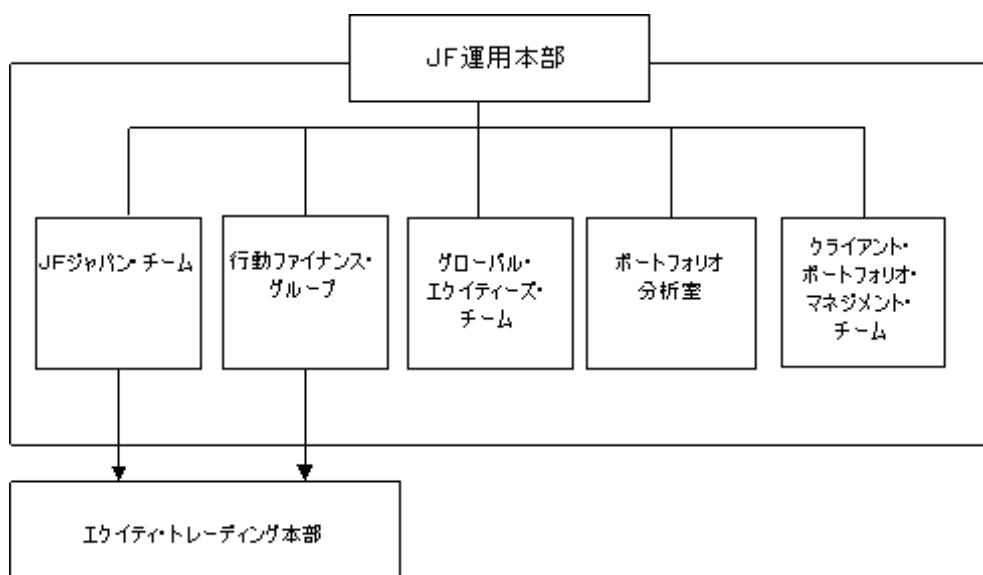 JF運用本部
JFジャパン・チーム
行動ファイナンス・
グループ
グローバル・
エクイティーズ・
チーム
ポートフォリオ
分析室
クライアント・
ポートフォリオ・
マネジメント・
チーム
エクイティ・トレーディング本部